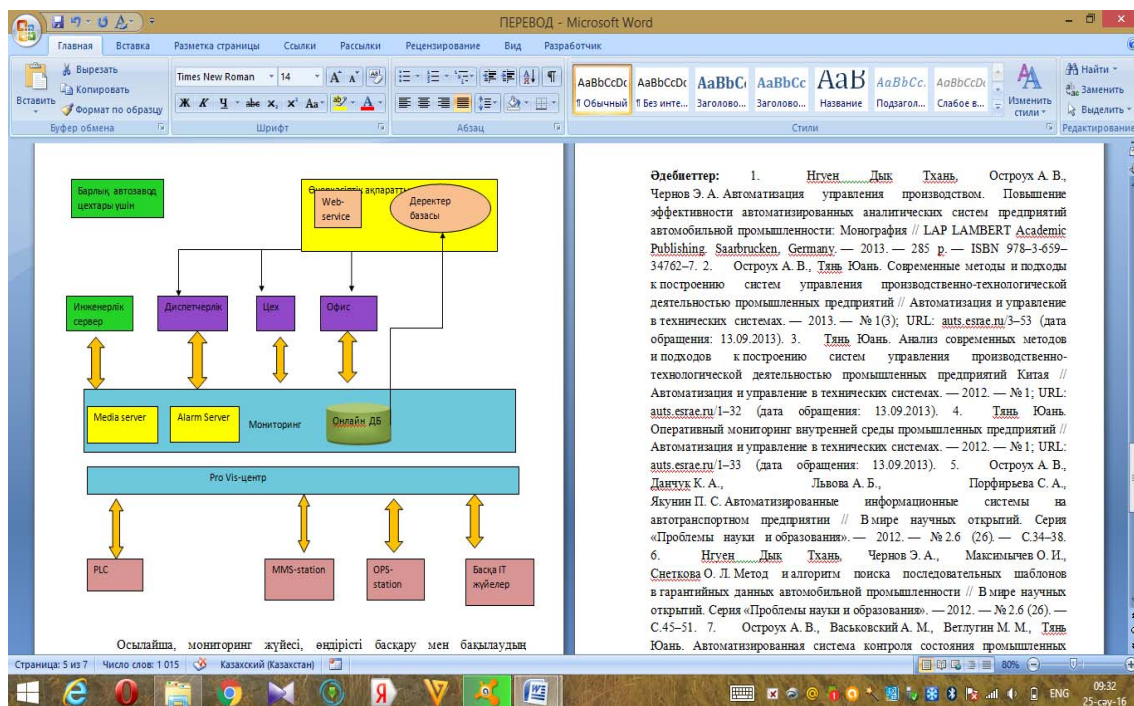 ПЕРЕВОД - Microsoft Word
Главная Вставка Разметка страницы Ссылки Рассылки Рецензирование Вид Разработчик
Вставить
Вырезать
Копировать
Формат по образцу
Буфер обмена
Times New Roman 14
Ж К Ч abc x₂ x² Aa
Шрифт
Абзац
AaBbCcDc AaBbCcDc AaBbC AaBbCc АаВ AaBbCc. AaBbCcDc
¶ Обычный ¶ Без инте... Заголово... Заголово... Название Подзагол... Слабое в...
Изменить стили
Стили
Найти
Заменить
Выделить
Редактирование
Барлық автозавод
цехтары үшін
Өнеркәсіптік ақпаратты
Web-
service
Деректер
базасы
Инженерлік
сервер
Диспетчерлік
Цех
Офис
Media server
Alarm Server
Мониторинг
Онлайн ДБ
Pro Vis-центр
PLC
MMS-station
OPS-
station
Басқа IT
жүйелер
Осылайша, мониторинг жүйесі, өндірісті басқару мен бақылаудың
Әдебиеттер: 1. Нгуен Дык Тхань, Остроух А. В.,
Чернов Э. А. Автоматизация управления производством. Повышение
эффективности автоматизированных аналитических систем предприятий
автомобильной промышленности: Монография // LAP LAMBERT Academic
Publishing. Saarbrucken, Germany. — 2013. — 285 p. — ISBN 978–3-659–
34762–7. 2. Остроух А. В., Тянь Юань. Современные методы и подходы
к построению систем управления производственно-технологической
деятельностью промышленных предприятий // Автоматизация и управление
в технических системах. — 2013. — № 1(3); URL: auts.esrae.ru/3–53 (дата
обращения: 13.09.2013). 3. Тянь Юань. Анализ современных методов
и подходов к построению систем управления производственно-
технологической деятельностью промышленных предприятий Китая //
Автоматизация и управление в технических системах. — 2012. — № 1; URL:
auts.esrae.ru/1–32 (дата обращения: 13.09.2013). 4. Тянь Юань.
Оперативный мониторинг внутренней среды промышленных предприятий //
Автоматизация и управление в технических системах. — 2012. — № 1; URL:
auts.esrae.ru/1–33 (дата обращения: 13.09.2013). 5. Остроух А. В.,
Данчук К. А., Львова А. Б., Порфирьева С. А.,
Якунин П. С. Автоматизированные информационные системы на
автотранспортном предприятии // В мире научных открытий. Серия
«Проблемы науки и образования». — 2012. — № 2.6 (26). — С.34–38.
6. Нгуен Дык Тхань, Чернов Э. А., Максимычев О. И.,
Снеткова О. Л. Метод и алгоритм поиска последовательных шаблонов
в гарантийных данных автомобильной промышленности // В мире научных
открытий. Серия «Проблемы науки и образования». — 2012. — № 2.6 (26). —
С.45–51. 7. Остроух А. В., Васьковский А. М., Ветлугин М. М., Тянь
Юань. Автоматизированная система контроля состояния промышленных
Страница: 5 из 7 Число слов: 1 015 Казахский (Казахстан) 80%
ENG 09:32
25-сәу-16